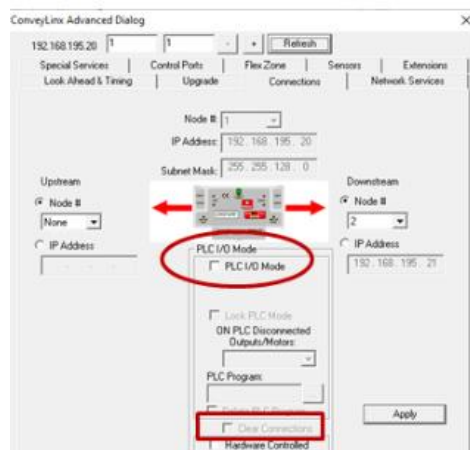 ConveyLinx Advanced Dialog
192.168.195.20 1 1 - + Refresh
Special Services Control Ports Flex Zone Sensors Extensions
Look Ahead & Timing Upgrade Connections Network Services
Node #: 1
IP Address: 192 . 168 . 195 . 20
Subnet Mask: 255 . 255 . 128 . 0
Upstream
Node #
None
IP Address
Downstream
Node #
2
IP Address
192 . 168 . 195 . 21
PLC I/O Mode
PLC I/O Mode
Lock PLC Mode
ON PLC Disconnected
Outputs/Motors:
PLC Program:
...
Delete PLC Program
Clear Connections
Hardware Controlled
Apply